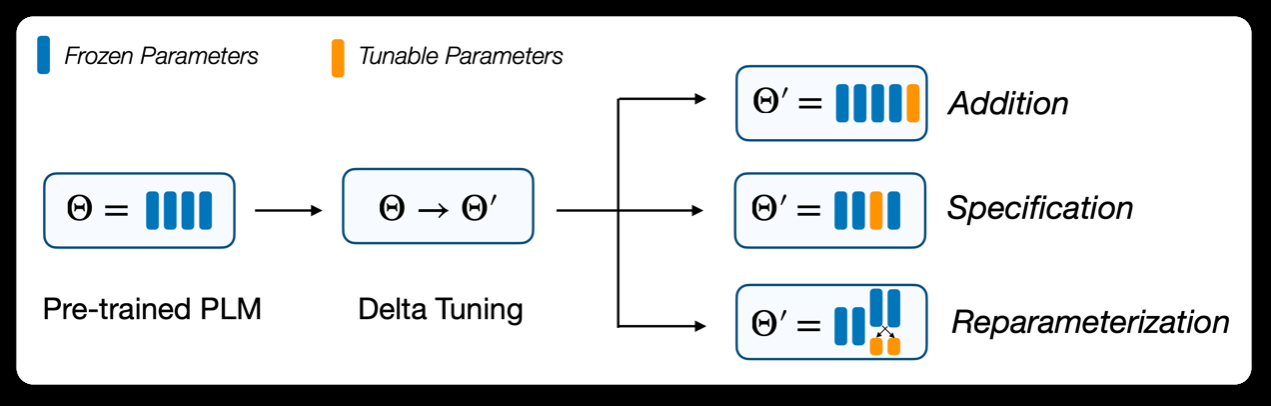 Frozen Parameters
Tunable Parameters
Θ′ =
Addition
Θ =
Θ → Θ′
Θ′ =
Specification
Pre-trained PLM
Delta Tuning
Θ′ =
Reparameterization